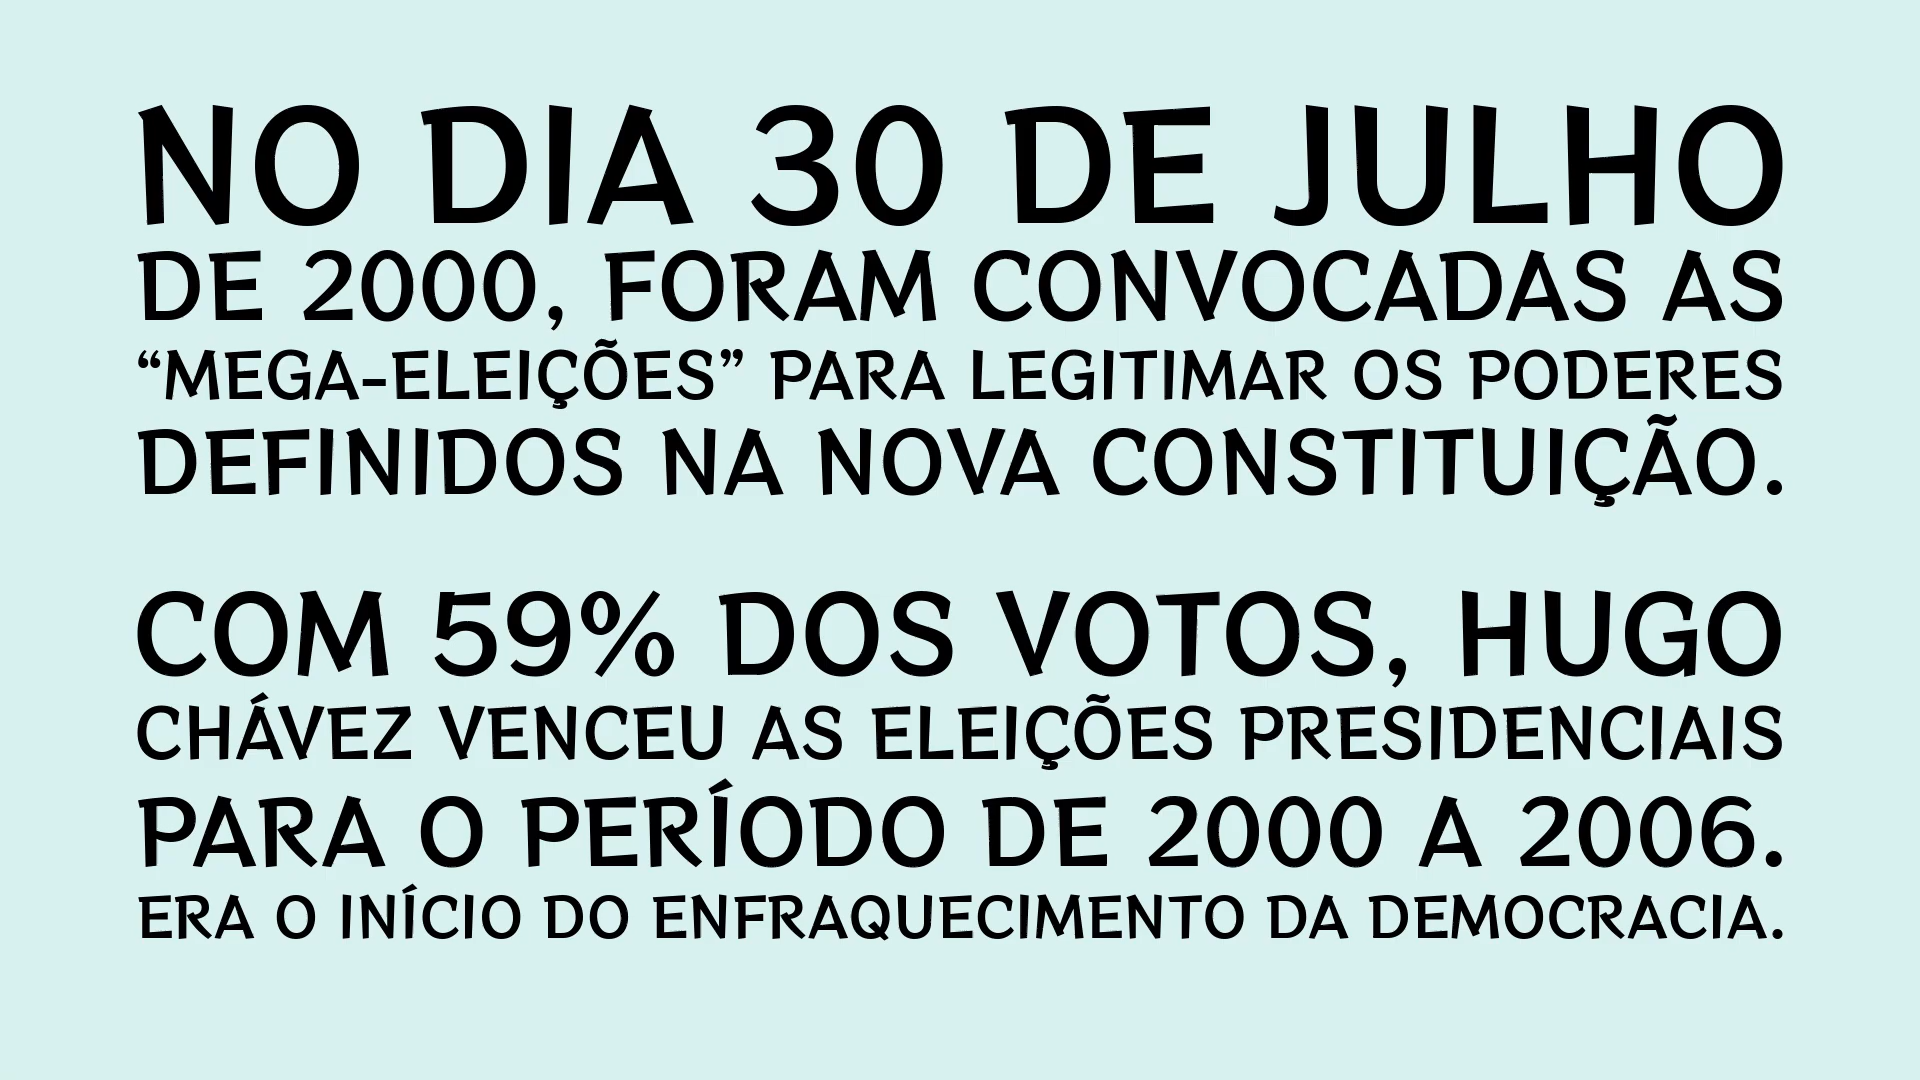 NO DIA 30 DE JULHO
DE 2000, FORAM CONVOCADAS AS
“MEGA-ELEIÇÕES” PARA LEGITIMAR OS PODERES
DEFINIDOS NA NOVA CONSTITUIÇÃO.
COM 59% DOS VOTOS, HUGO
CHÁVEZ VENCEU AS ELEIÇÕES PRESIDENCIAIS
PARA O PERÍODO DE 2000 A 2006.
ERA O INÍCIO DO ENFRAQUECIMENTO DA DEMOCRACIA.